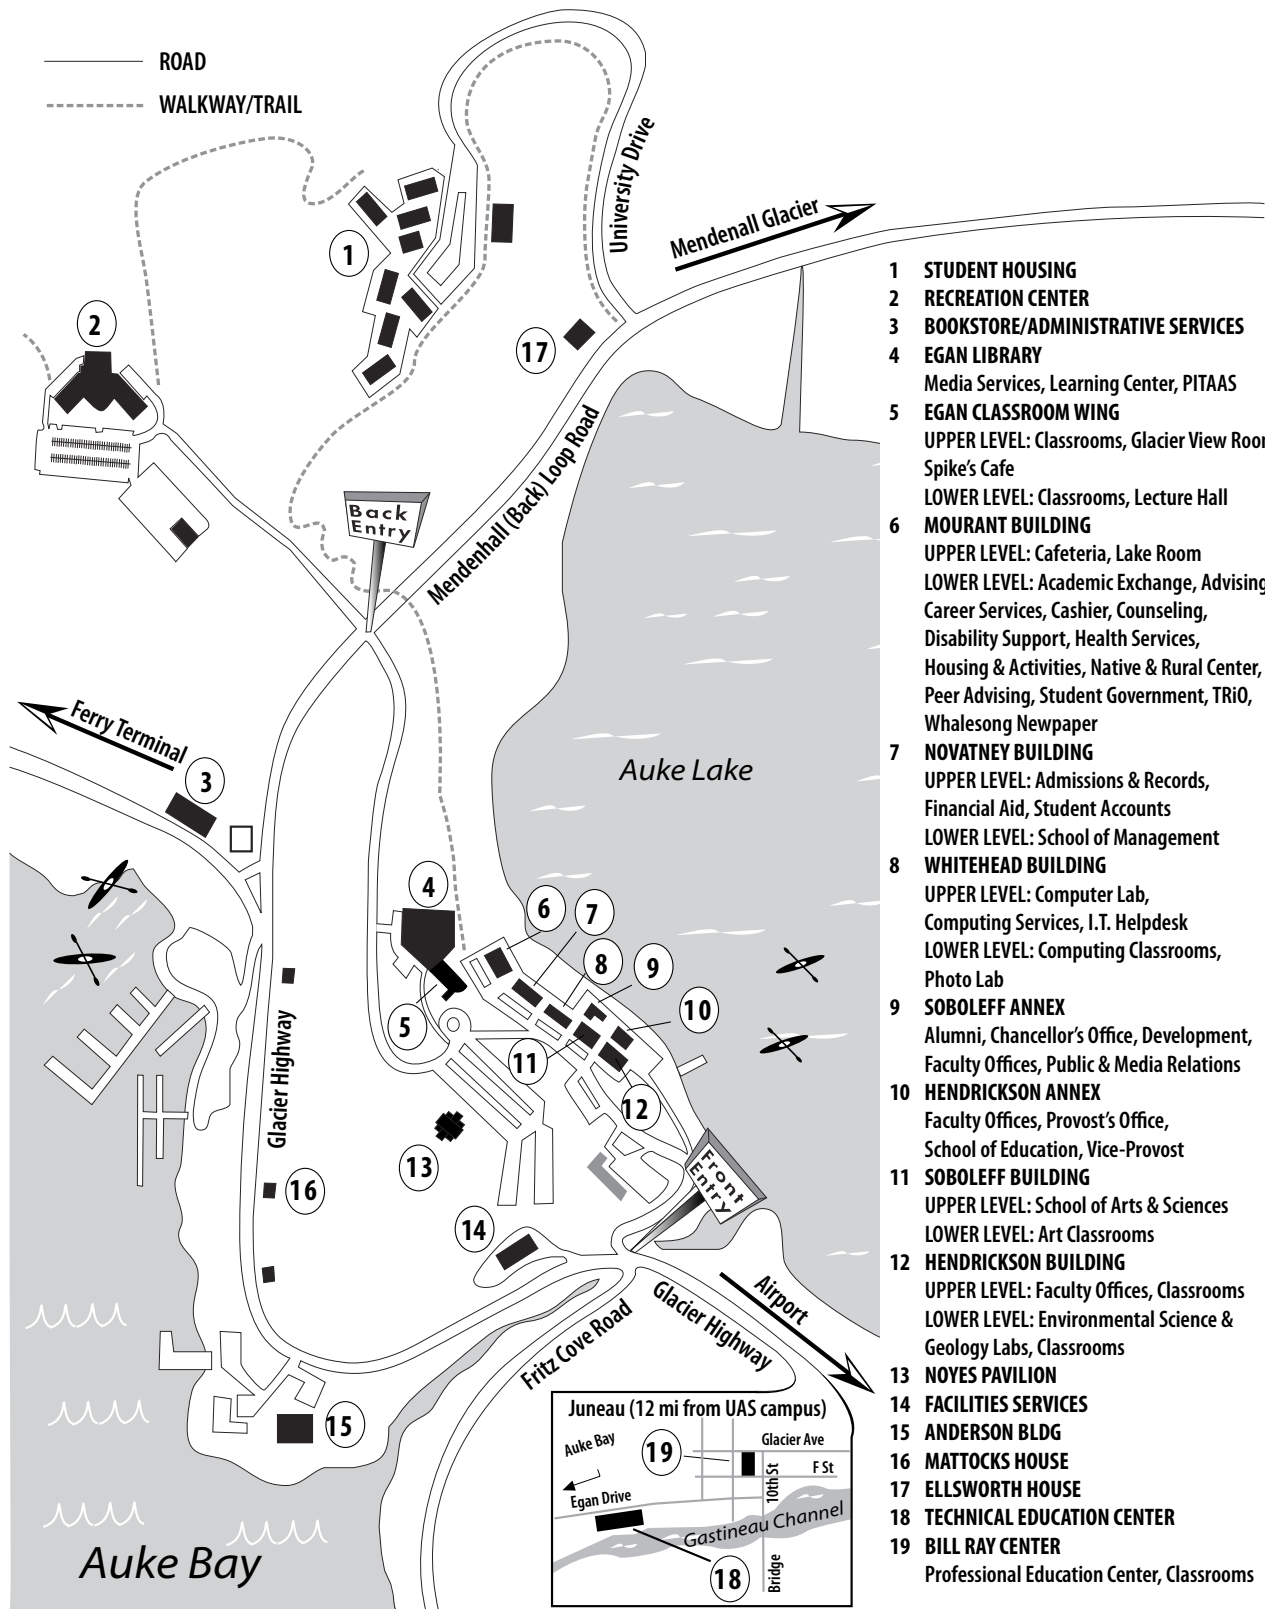 ROAD
WALKWAY/TRAIL
University Drive
Mendenall Glacier
1
2
17
Back
Entry
Mendenhall (Back) Loop Road
Ferry Terminal
3
Auke Lake
4
6
7
8
9
5
10
11
12
Glacier Highway
13
16
14
Front
Entry
Airport
Glacier Highway
Fritz Cove Road
15
Auke Bay
Juneau (12 mi from UAS campus)
Auke Bay
19
Glacier Ave
F St
10th St
Egan Drive
Gastineau Channel
18
Bridge
1 STUDENT HOUSING
2 RECREATION CENTER
3 BOOKSTORE/ADMINISTRATIVE SERVICES
4 EGAN LIBRARY
Media Services, Learning Center, PITAAS
5 EGAN CLASSROOM WING
UPPER LEVEL: Classrooms, Glacier View Room
Spike's Cafe
LOWER LEVEL: Classrooms, Lecture Hall
6 MOURANT BUILDING
UPPER LEVEL: Cafeteria, Lake Room
LOWER LEVEL: Academic Exchange, Advising
Career Services, Cashier, Counseling,
Disability Support, Health Services,
Housing & Activities, Native & Rural Center,
Peer Advising, Student Government, TRiO,
Whalesong Newpaper
7 NOVATNEY BUILDING
UPPER LEVEL: Admissions & Records,
Financial Aid, Student Accounts
LOWER LEVEL: School of Management
8 WHITEHEAD BUILDING
UPPER LEVEL: Computer Lab,
Computing Services, I.T. Helpdesk
LOWER LEVEL: Computing Classrooms,
Photo Lab
9 SOBOLEFF ANNEX
Alumni, Chancellor's Office, Development,
Faculty Offices, Public & Media Relations
10 HENDRICKSON ANNEX
Faculty Offices, Provost's Office,
School of Education, Vice-Provost
11 SOBOLEFF BUILDING
UPPER LEVEL: School of Arts & Sciences
LOWER LEVEL: Art Classrooms
12 HENDRICKSON BUILDING
UPPER LEVEL: Faculty Offices, Classrooms
LOWER LEVEL: Environmental Science &
Geology Labs, Classrooms
13 NOYES PAVILION
14 FACILITIES SERVICES
15 ANDERSON BLDG
16 MATTOCKS HOUSE
17 ELLSWORTH HOUSE
18 TECHNICAL EDUCATION CENTER
19 BILL RAY CENTER
Professional Education Center, Classrooms